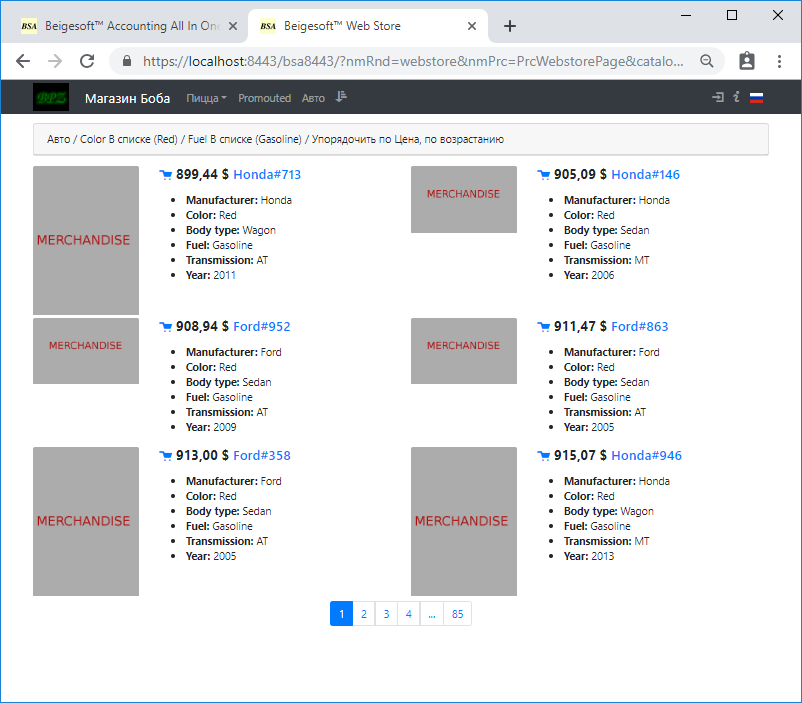 BSA Beigesoft™ Accounting All In One
BSA Beigesoft™ Web Store
https://localhost:8443/bsa8443/?nmRnd=webstore&nmPrc=PrcWebstorePage&catalo...
BPZ Магазин Боба Пицца Promouted Авто
Авто / Color В списке (Red) / Fuel В списке (Gasoline) / Упорядочить по Цена, по возрастанию
MERCHANDISE
899,44 $ Honda#713
Manufacturer: Honda
Color: Red
Body type: Wagon
Fuel: Gasoline
Transmission: AT
Year: 2011
MERCHANDISE
905,09 $ Honda#146
Manufacturer: Honda
Color: Red
Body type: Sedan
Fuel: Gasoline
Transmission: MT
Year: 2006
MERCHANDISE
908,94 $ Ford#952
Manufacturer: Ford
Color: Red
Body type: Sedan
Fuel: Gasoline
Transmission: AT
Year: 2009
MERCHANDISE
911,47 $ Ford#863
Manufacturer: Ford
Color: Red
Body type: Sedan
Fuel: Gasoline
Transmission: AT
Year: 2005
MERCHANDISE
913,00 $ Ford#358
Manufacturer: Ford
Color: Red
Body type: Sedan
Fuel: Gasoline
Transmission: AT
Year: 2005
MERCHANDISE
915,07 $ Honda#946
Manufacturer: Honda
Color: Red
Body type: Wagon
Fuel: Gasoline
Transmission: MT
Year: 2013
1 2 3 4 ... 85